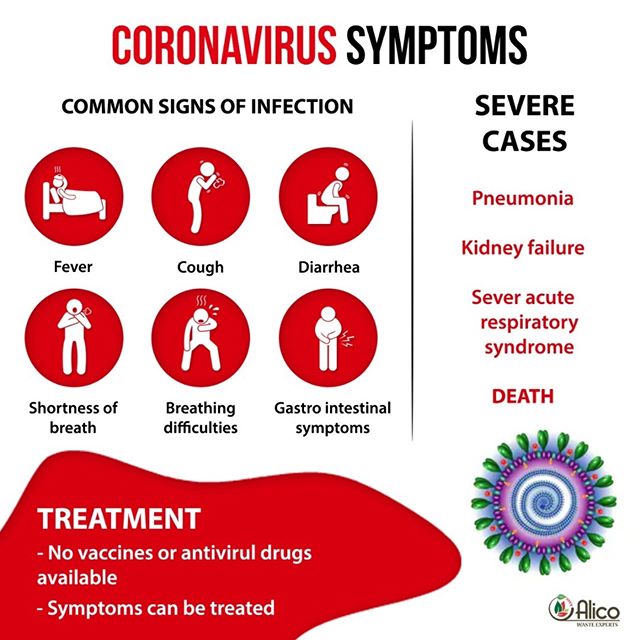 CORONAVIRUS SYMPTOMS
COMMON SIGNS OF INFECTION
Fever
Cough
Diarrhea
Shortness of
breath
Breathing
difficulties
Gastro intestinal
symptoms
SEVERE
CASES
Pneumonia
Kidney failure
Sever acute
respiratory
syndrome
DEATH
TREATMENT
- No vaccines or antivirul drugs
available
- Symptoms can be treated
Alico
WASTE EXPERTS